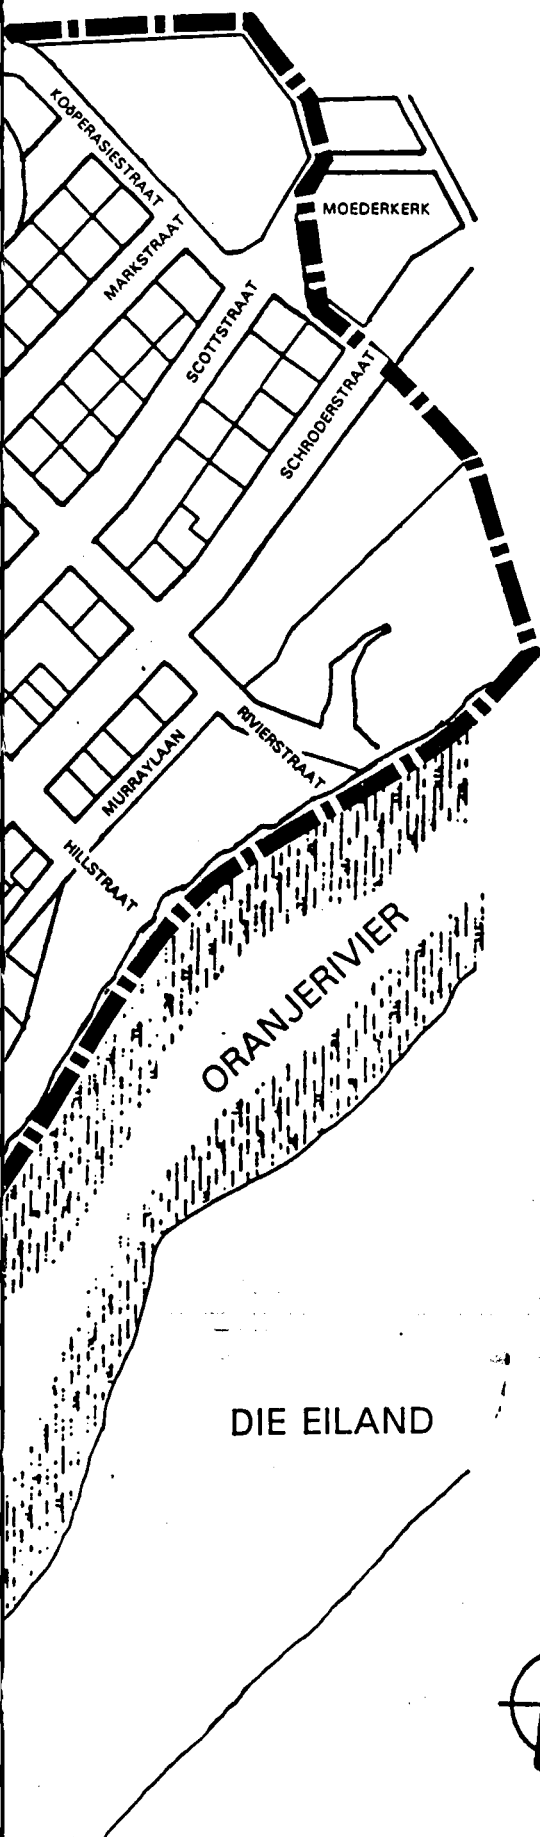 KOÖPERASIESTRAAT
MOEDERKERK
MARKSTRAAT
SCOTTSTRAAT
SCHRODERSTRAAT
RIVIERSTRAAT
MURRAYLAAN
HILLSTRAAT
ORANJERIVIER
DIE EILAND